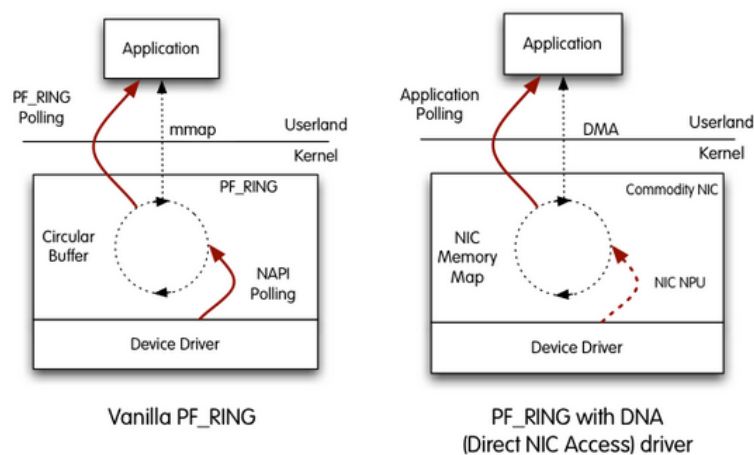 Application
PF_RING
Polling
mmap
Userland
Kernel
PF_RING
Circular
Buffer
NAPI
Polling
Device Driver
Vanilla PF_RING
Application
Application
Polling
DMA
Userland
Kernel
Commodity NIC
NIC
Memory
Map
NIC NPU
Device Driver
PF_RING with DNA
(Direct NIC Access) driver